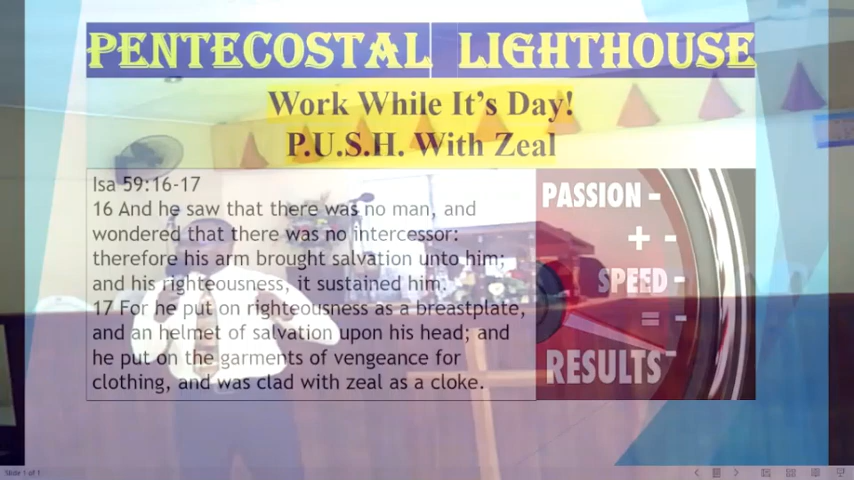 PENTECOSTAL LIGHTHOUSE
Work While It's Day!
P.U.S.H. With Zeal
Isa 59:16-17
16 And he saw that there was no man, and
wondered that there was no intercessor:
therefore his arm brought salvation unto him;
and his righteousness, it sustained him.
17 For he put on righteousness as a breastplate,
and an helmet of salvation upon his head; and
he put on the garments of vengeance for
clothing, and was clad with zeal as a cloke.
PASSION
+
SPEED
=
RESULTS
Slide 1 of 1